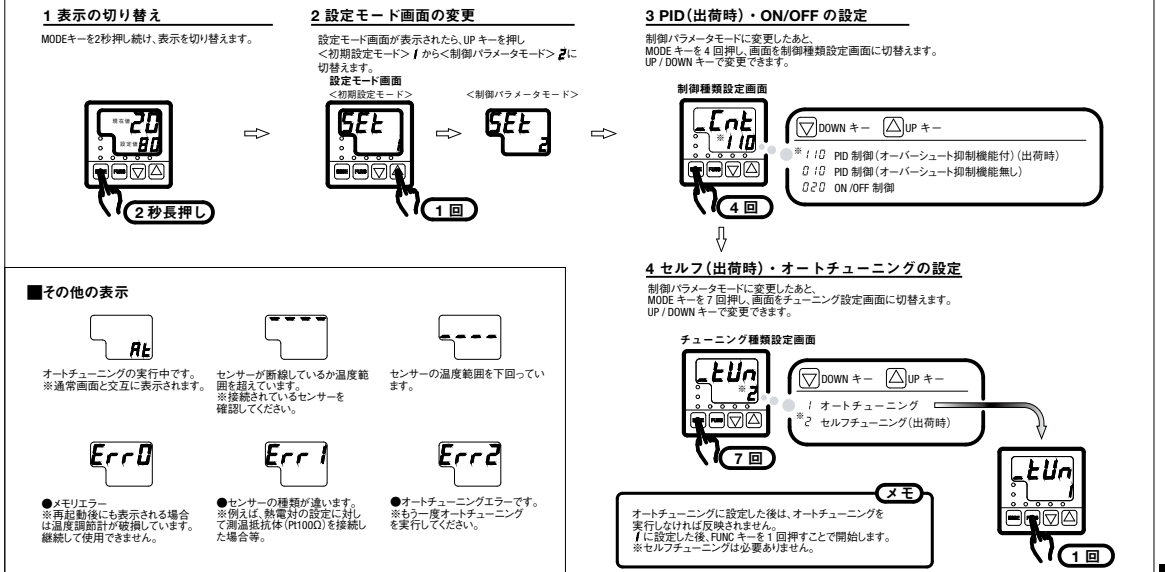 1 表示の切り替え
MODEキーを2秒押し続け、表示を切り替えます。
現在値 20
設定値 80
MODE FUNC
2 秒長押し
2 設定モード画面の変更
設定モード画面が表示されたら、UP キーを押し
＜初期設定モード＞ 1 から＜制御パラメータモード＞ 2に
切替えます。
設定モード画面
＜初期設定モード＞
SEt
1
MODE FUNC
1 回
＜制御パラメータモード＞
SEt
2
3 PID（出荷時）・ON/OFF の設定
制御パラメータモードに変更したあと、
MODE キーを 4 回押し、画面を制御種類設定画面に切替えます。
UP / DOWN キーで変更できます。
制御種類設定画面
_Cnt
※ 110
MODE FUNC
4 回
DOWN キー UP キー
※ 110 PID 制御（オーバーシュート抑制機能付）（出荷時）
010 PID 制御（オーバーシュート抑制機能無し）
020 ON /OFF 制御
4 セルフ（出荷時）・オートチューニングの設定
制御パラメータモードに変更したあと、
MODE キーを 7 回押し、画面をチューニング設定画面に切替えます。
UP / DOWN キーで変更できます。
チューニング種類設定画面
_tUn
※ 2
FUNC
7 回
DOWN キー UP キー
1 オートチューニング
※2 セルフチューニング（出荷時）
_tUn
1
MODE FUNC
1 回
メモ
オートチューニングに設定した後は、オートチューニングを
実行しなければ反映されません。
1 に設定した後、FUNC キーを 1 回押すことで開始します。
※セルフチューニングは必要ありません。
■その他の表示
At
オートチューニングの実行中です。
※通常画面と交互に表示されます。
センサーが断線しているか温度範
囲を超えています。
※接続されているセンサーを
確認してください。
センサーの温度範囲を下回ってい
ます。
Err0
●メモリエラー
※再起動後にも表示される場合
は温度調節計が破損しています。
継続して使用できません。
Err1
●センサーの種類が違います。
※例えば、熱電対の設定に対し
て測温抵抗体（Pt100Ω）を接続し
た場合等。
Err2
●オートチューニングエラーです。
※もう一度オートチューニング
を実行してください。